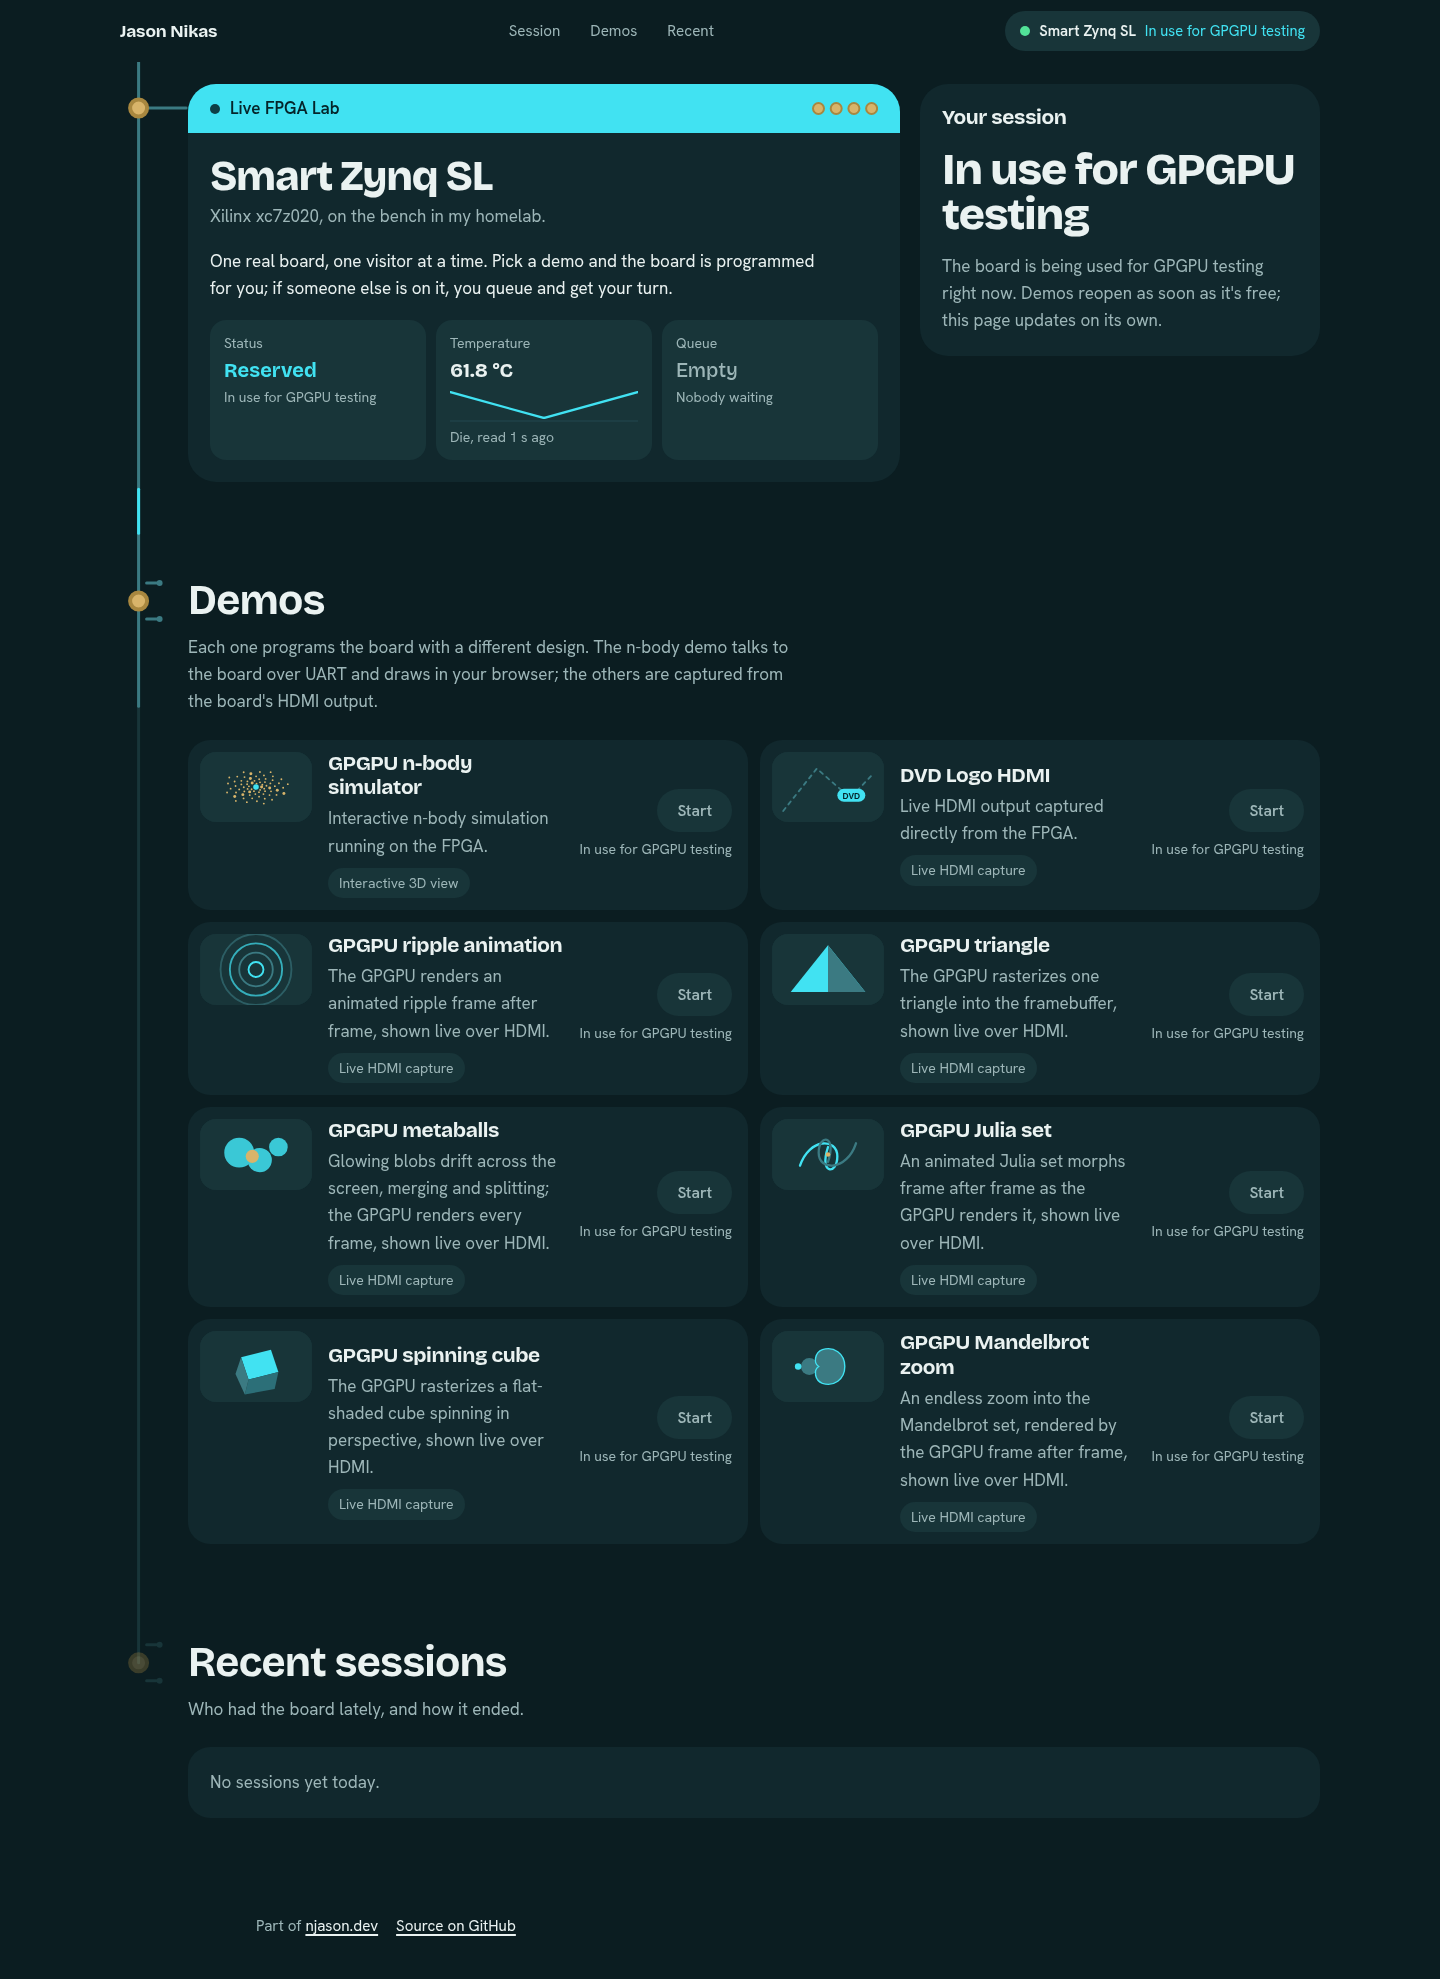 Jason Nikas
Session
Demos
Recent
Smart Zynq SL In use for GPGPU testing
Live FPGA Lab
Smart Zynq SL
Xilinx xc7z020, on the bench in my homelab.
One real board, one visitor at a time. Pick a demo and the board is programmed
for you; if someone else is on it, you queue and get your turn.
Status
Reserved
In use for GPGPU testing
Temperature
61.8 °C
Die, read 1 s ago
Queue
Empty
Nobody waiting
Your session
In use for GPGPU
testing
The board is being used for GPGPU testing
right now. Demos reopen as soon as it's free;
this page updates on its own.
Demos
Each one programs the board with a different design. The n-body demo talks to
the board over UART and draws in your browser; the others are captured from
the board's HDMI output.
GPGPU n-body
simulator
Interactive n-body simulation
running on the FPGA.
Interactive 3D view
Start
In use for GPGPU testing
DVD
DVD Logo HDMI
Live HDMI output captured
directly from the FPGA.
Live HDMI capture
Start
In use for GPGPU testing
GPGPU ripple animation
The GPGPU renders an
animated ripple frame after
frame, shown live over HDMI.
Live HDMI capture
Start
In use for GPGPU testing
GPGPU triangle
The GPGPU rasterizes one
triangle into the framebuffer,
shown live over HDMI.
Live HDMI capture
Start
In use for GPGPU testing
GPGPU metaballs
Glowing blobs drift across the
screen, merging and splitting;
the GPGPU renders every
frame, shown live over HDMI.
Live HDMI capture
Start
In use for GPGPU testing
GPGPU Julia set
An animated Julia set morphs
frame after frame as the
GPGPU renders it, shown live
over HDMI.
Live HDMI capture
Start
In use for GPGPU testing
GPGPU spinning cube
The GPGPU rasterizes a flat-
shaded cube spinning in
perspective, shown live over
HDMI.
Live HDMI capture
Start
In use for GPGPU testing
GPGPU Mandelbrot
zoom
An endless zoom into the
Mandelbrot set, rendered by
the GPGPU frame after frame,
shown live over HDMI.
Live HDMI capture
Start
In use for GPGPU testing
Recent sessions
Who had the board lately, and how it ended.
No sessions yet today.
Part of njason.dev
Source on GitHub